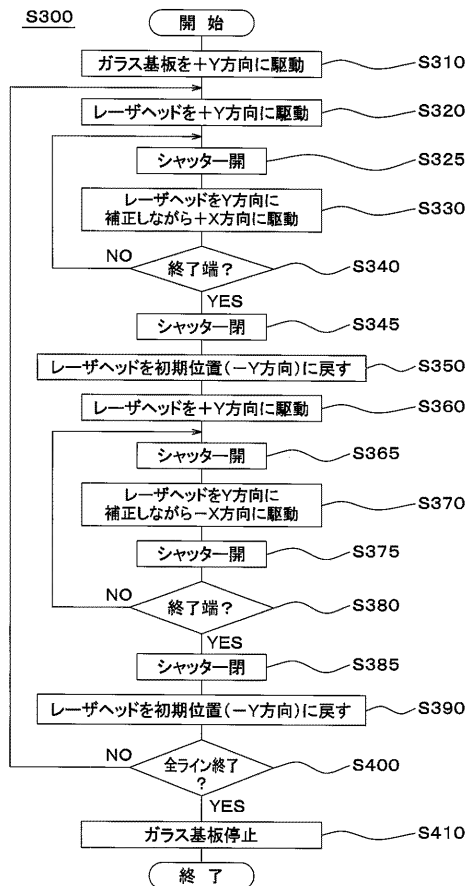 S300
開始
ガラス基板を+Y方向に駆動
S310
レーザヘッドを+Y方向に駆動
S320
シャッター開
S325
レーザヘッドをY方向に
補正しながら+X方向に駆動
S330
NO
終了端?
S340
YES
シャッター閉
S345
レーザヘッドを初期位置(-Y方向)に戻す
S350
レーザヘッドを+Y方向に駆動
S360
シャッター開
S365
レーザヘッドをY方向に
補正しながら-X方向に駆動
S370
シャッター開
S375
NO
終了端?
S380
YES
シャッター閉
S385
レーザヘッドを初期位置(-Y方向)に戻す
S390
NO
全ライン終了
?
S400
YES
ガラス基板停止
S410
終了